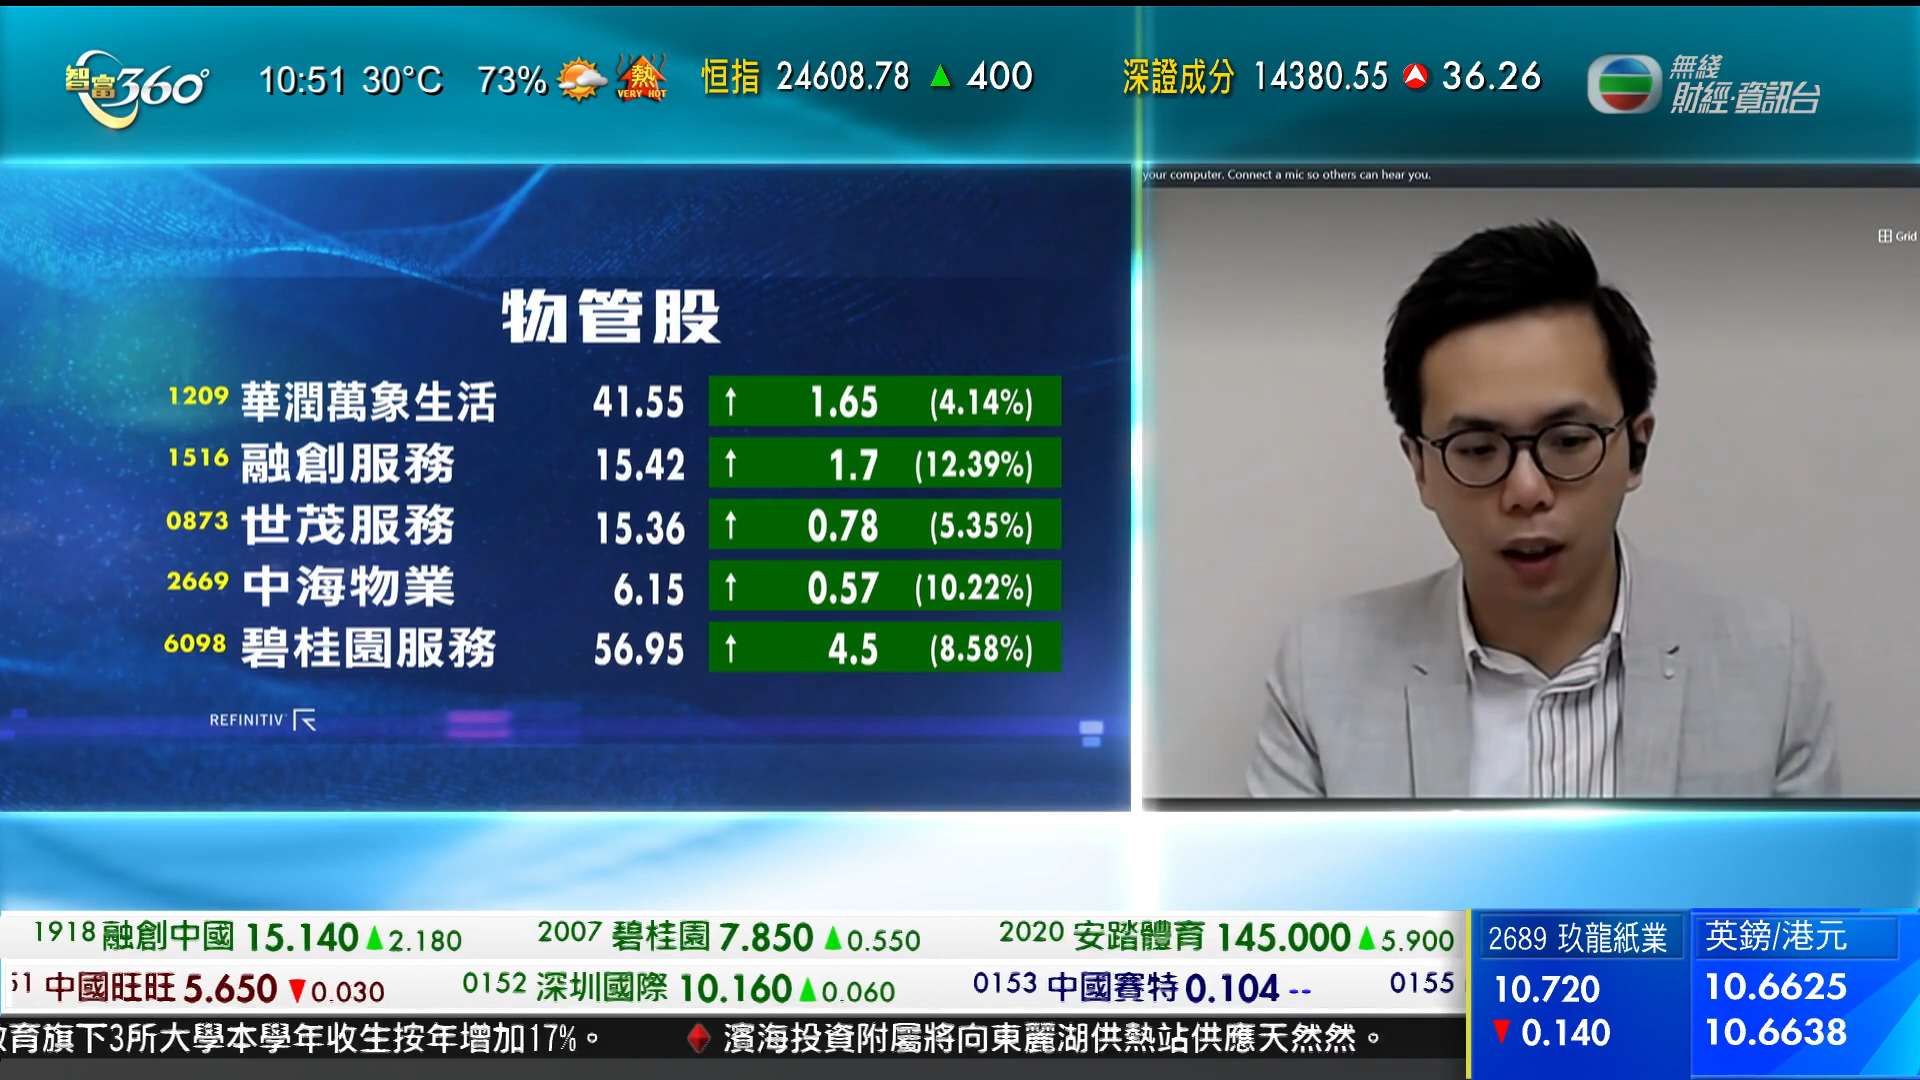 智富360°
10:51 30°C 73% 熱 VERY HOT 恒指 24608.78 ▲ 400 深證成分 14380.55 36.26
無綫
財經·資訊台
your computer. Connect a mic so others can hear you.
Grid
物管股
1209 華潤萬象生活 41.55 ↑ 1.65 (4.14%)
1516 融創服務 15.42 ↑ 1.7 (12.39%)
0873 世茂服務 15.36 ↑ 0.78 (5.35%)
2669 中海物業 6.15 ↑ 0.57 (10.22%)
6098 碧桂園服務 56.95 ↑ 4.5 (8.58%)
REFINITIV
1918 融創中國 15.140 ▲ 2.180 2007 碧桂園 7.850 ▲ 0.550 2020 安踏體育 145.000 ▲ 5.900
51 中國旺旺 5.650 ▼ 0.030 0152 深圳國際 10.160 ▲ 0.060 0153 中國賽特 0.104 -- 0155
育旗下3所大學本學年收生按年增加17%。 濱海投資附屬將向東麗湖供熱站供應天然然。
2689 玖龍紙業
10.720
▼ 0.140
英鎊/港元
10.6625
10.6638